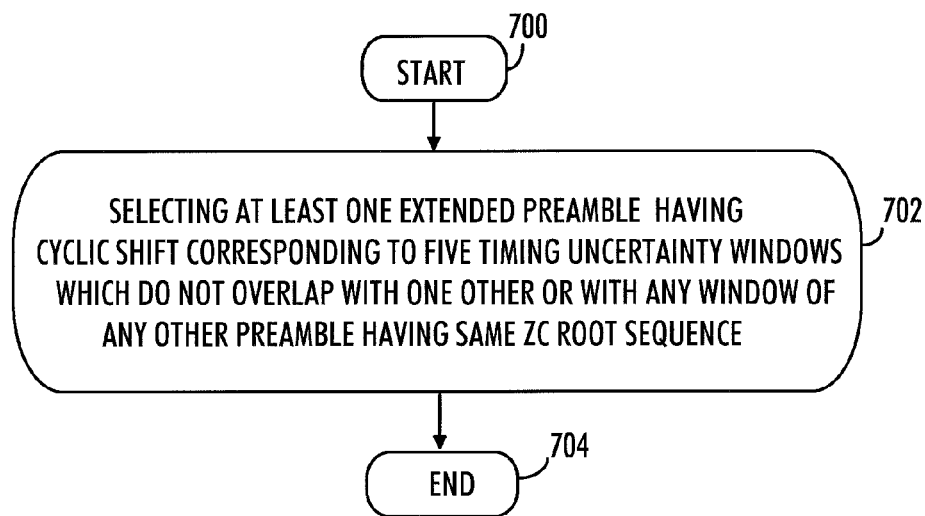 700
START
SELECTING AT LEAST ONE EXTENDED PREAMBLE HAVING
CYCLIC SHIFT CORRESPONDING TO FIVE TIMING UNCERTAINTY WINDOWS
WHICH DO NOT OVERLAP WITH ONE OTHER OR WITH ANY WINDOW OF
ANY OTHER PREAMBLE HAVING SAME ZC ROOT SEQUENCE
702
704
END